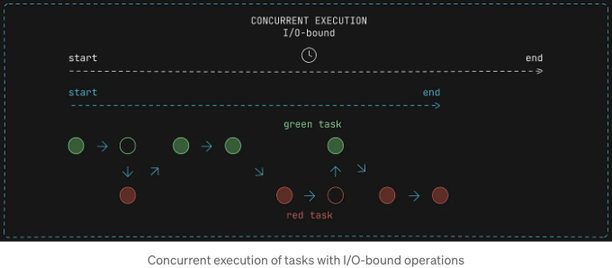 CONCURRENT EXECUTION
I/O-bound
start end
start end
green task
red task
Concurrent execution of tasks with I/O-bound operations